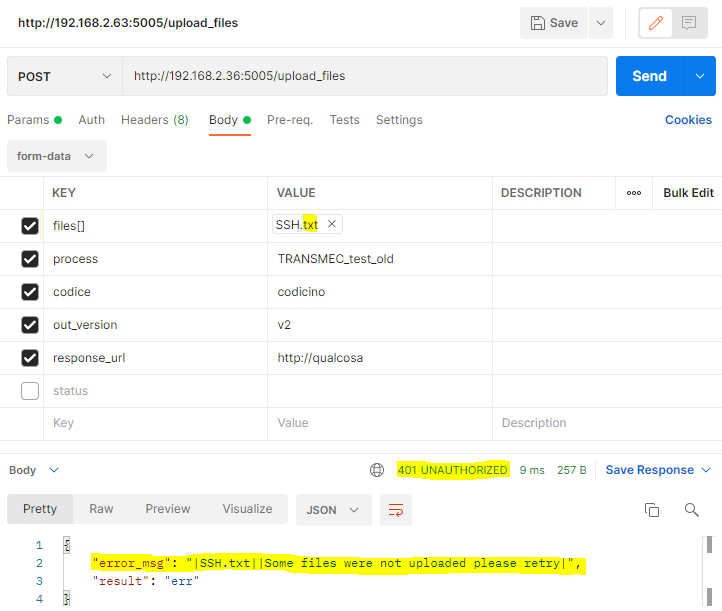 http://192.168.2.63:5005/upload_files
Save
POST
http://192.168.2.36:5005/upload_files
Send
Params
Auth
Headers (8)
Body
Pre-req.
Tests
Settings
Cookies
form-data
KEY VALUE DESCRIPTION ooo Bulk Edit
files[] SSH.txt ×
process TRANSMEC_test_old
codice codicino
out_version v2
response_url http://qualcosa
status
Key Value Description
Body 401 UNAUTHORIZED 9 ms 257 B Save Response
Pretty Raw Preview Visualize JSON
1 {
2 "error_msg": "|SSH.txt||Some files were not uploaded please retry|",
3 "result": "err"
4 }